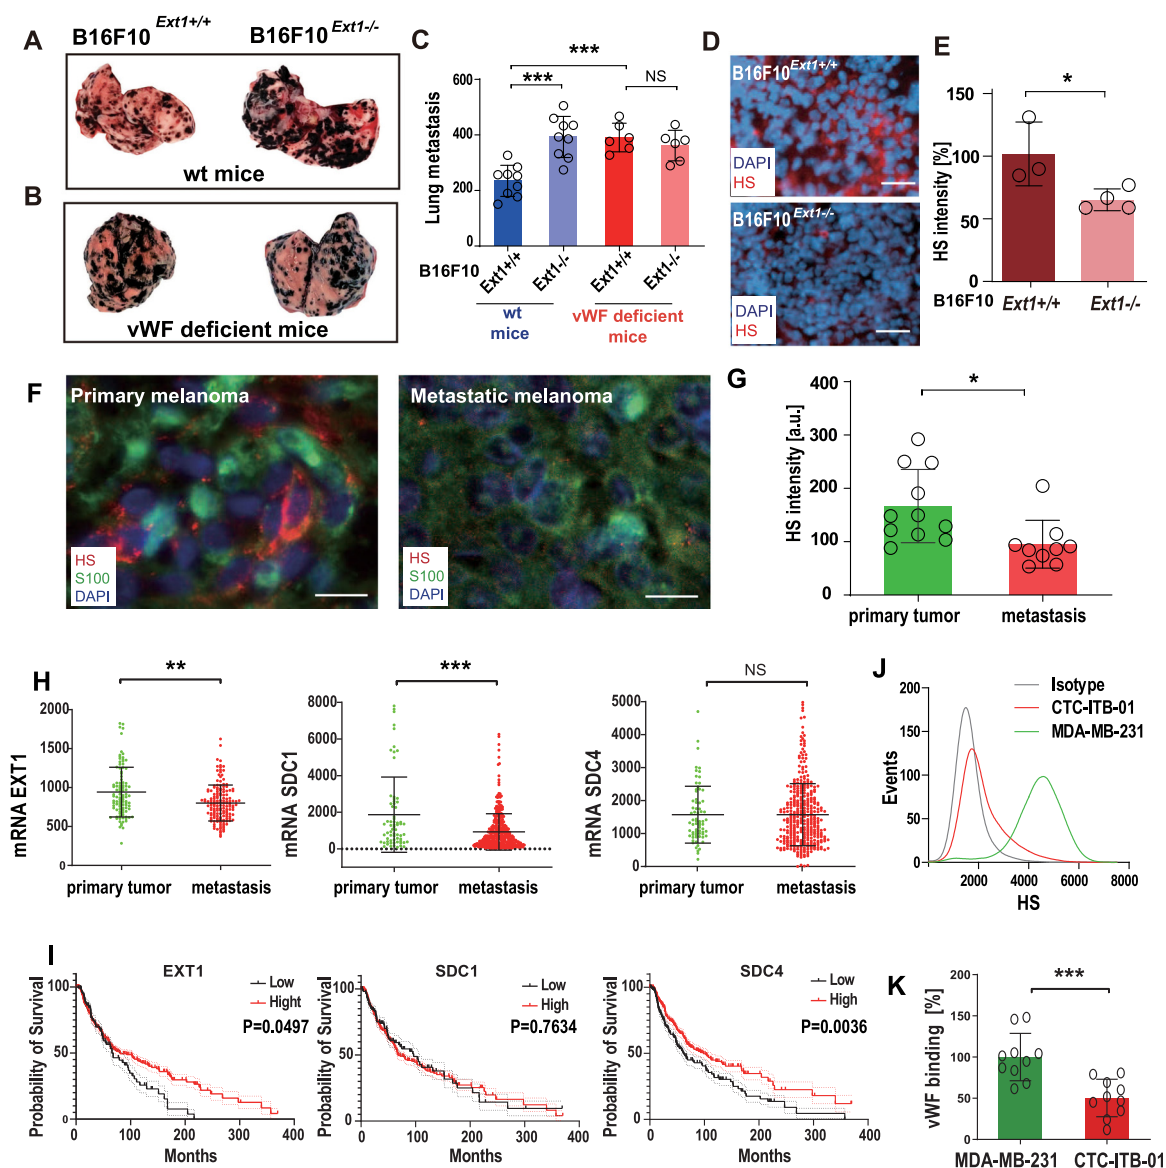 A
B16F10 Ext1+/+
B16F10 Ext1-/-
wt mice
B
vWF deficient mice
C
Lung metastasis
600
400
200
0
***
***
NS
B16F10
Ext1+/+
Ext1-/-
Ext1+/+
Ext1-/-
wt
mice
vWF deficient
mice
D
B16F10 Ext1+/+
DAPI
HS
B16F10 Ext1-/-
DAPI
HS
E
HS intensity [%]
150
100
50
0
*
B16F10
Ext1+/+
Ext1-/-
F
Primary melanoma
HS
S100
DAPI
Metastatic melanoma
HS
S100
DAPI
G
HS intensity [a.u.]
400
300
200
100
0
*
primary tumor
metastasis
H
mRNA EXT1
2000
1500
1000
500
0
**
primary tumor
metastasis
mRNA SDC1
8000
6000
4000
2000
0
***
primary tumor
metastasis
mRNA SDC4
5000
4000
3000
2000
1000
0
NS
primary tumor
metastasis
J
Events
200
150
100
50
0
Isotype
CTC-ITB-01
MDA-MB-231
2000
4000
6000
8000
HS
I
EXT1
Probability of Survival
100
50
0
Low
Hight
P=0.0497
0
100
200
300
400
Months
SDC1
Probability of Survival
100
50
0
Low
High
P=0.7634
0
100
200
300
400
Months
SDC4
Probability of Survival
100
50
0
Low
High
P=0.0036
0
100
200
300
400
Months
K
vWF binding [%]
200
150
100
50
0
***
MDA-MB-231
CTC-ITB-01